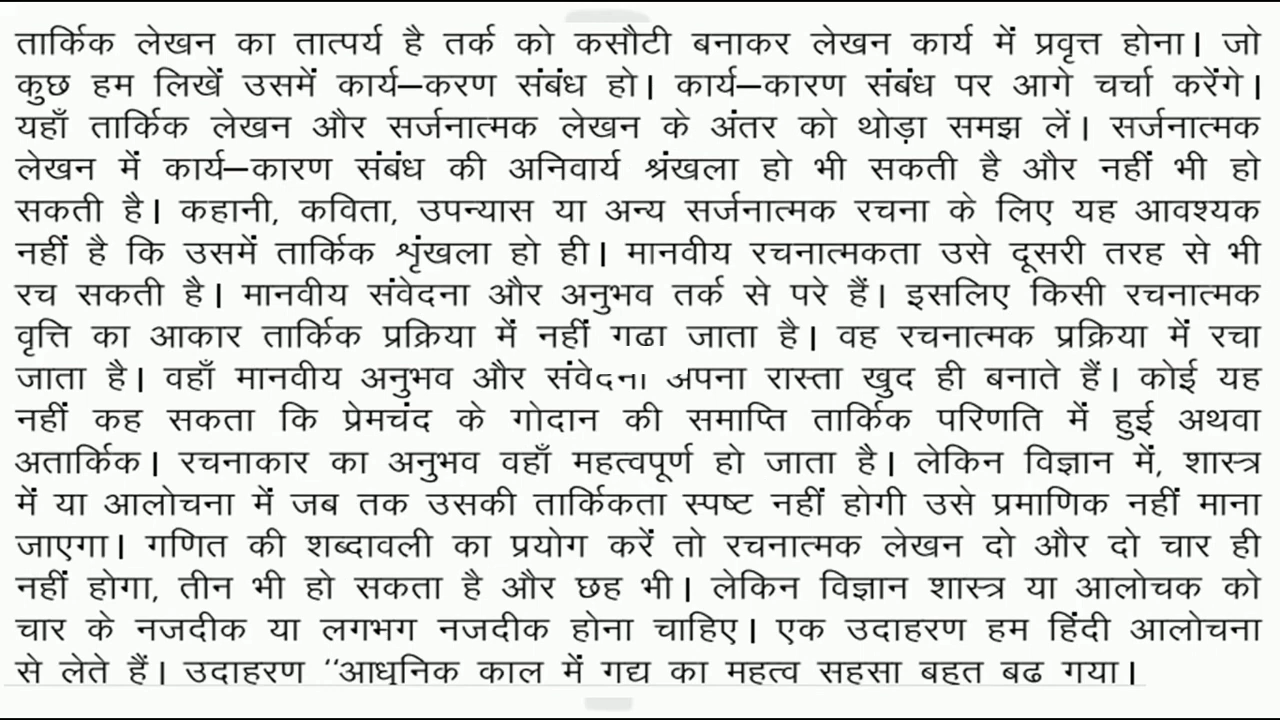 तार्किक लेखन का तात्पर्य है तर्क को कसौटी बनाकर लेखन कार्य में प्रवृत्त होना। जो
कुछ हम लिखें उसमें कार्य–करण संबंध हो। कार्य–कारण संबंध पर आगे चर्चा करेंगे।
यहाँ तार्किक लेखन और सर्जनात्मक लेखन के अंतर को थोड़ा समझ लें। सर्जनात्मक
लेखन में कार्य–कारण संबंध की अनिवार्य श्रंखला हो भी सकती है और नहीं भी हो
सकती है। कहानी, कविता, उपन्यास या अन्य सर्जनात्मक रचना के लिए यह आवश्यक
नहीं है कि उसमें तार्किक शृंखला हो ही। मानवीय रचनात्मकता उसे दूसरी तरह से भी
रच सकती है। मानवीय संवेदना और अनुभव तर्क से परे हैं। इसलिए किसी रचनात्मक
वृत्ति का आकार तार्किक प्रक्रिया में नहीं गढा जाता है। वह रचनात्मक प्रक्रिया में रचा
जाता है। वहाँ मानवीय अनुभव और संवेदना अपना रास्ता खुद ही बनाते हैं। कोई यह
नहीं कह सकता कि प्रेमचंद के गोदान की समाप्ति तार्किक परिणति में हुई अथवा
अतार्किक। रचनाकार का अनुभव वहाँ महत्वपूर्ण हो जाता है। लेकिन विज्ञान में, शास्त्र
में या आलोचना में जब तक उसकी तार्किकता स्पष्ट नहीं होगी उसे प्रमाणिक नहीं माना
जाएगा। गणित की शब्दावली का प्रयोग करें तो रचनात्मक लेखन दो और दो चार ही
नहीं होगा, तीन भी हो सकता है और छह भी। लेकिन विज्ञान शास्त्र या आलोचक को
चार के नजदीक या लगभग नजदीक होना चाहिए। एक उदाहरण हम हिंदी आलोचना
से लेते हैं। उदाहरण ‘‘आधुनिक काल में गद्य का महत्व सहसा बहुत बढ गया।